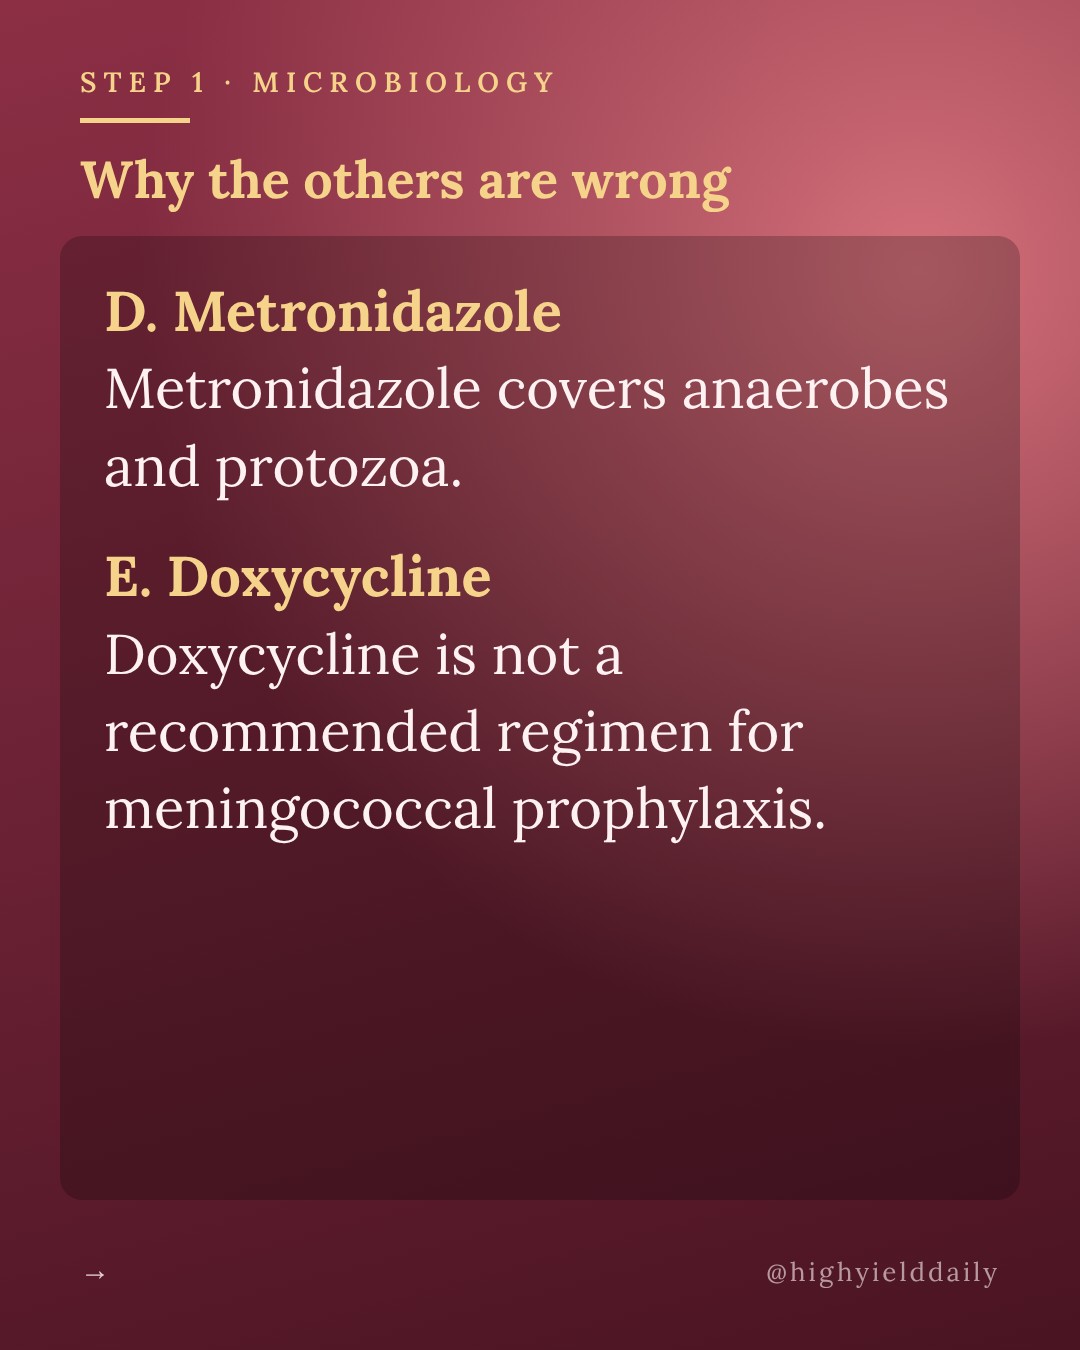 STEP 1 · MICROBIOLOGY
Why the others are wrong
D. Metronidazole
Metronidazole covers anaerobes
and protozoa.
E. Doxycycline
Doxycycline is not a
recommended regimen for
meningococcal prophylaxis.
→
@highyielddaily